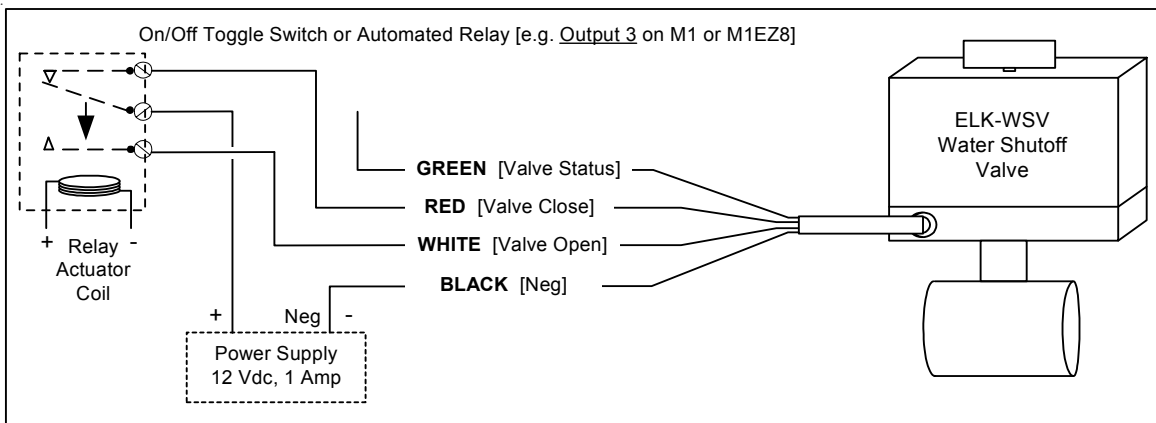 On/Off Toggle Switch or Automated Relay [e.g. Output 3 on M1 or M1EZ8]
ELK-WSV
Water Shutoff
Valve
GREEN [Valve Status]
RED [Valve Close]
WHITE [Valve Open]
BLACK [Neg]
+ Relay -
Actuator
Coil
+ Neg -
Power Supply
12 Vdc, 1 Amp